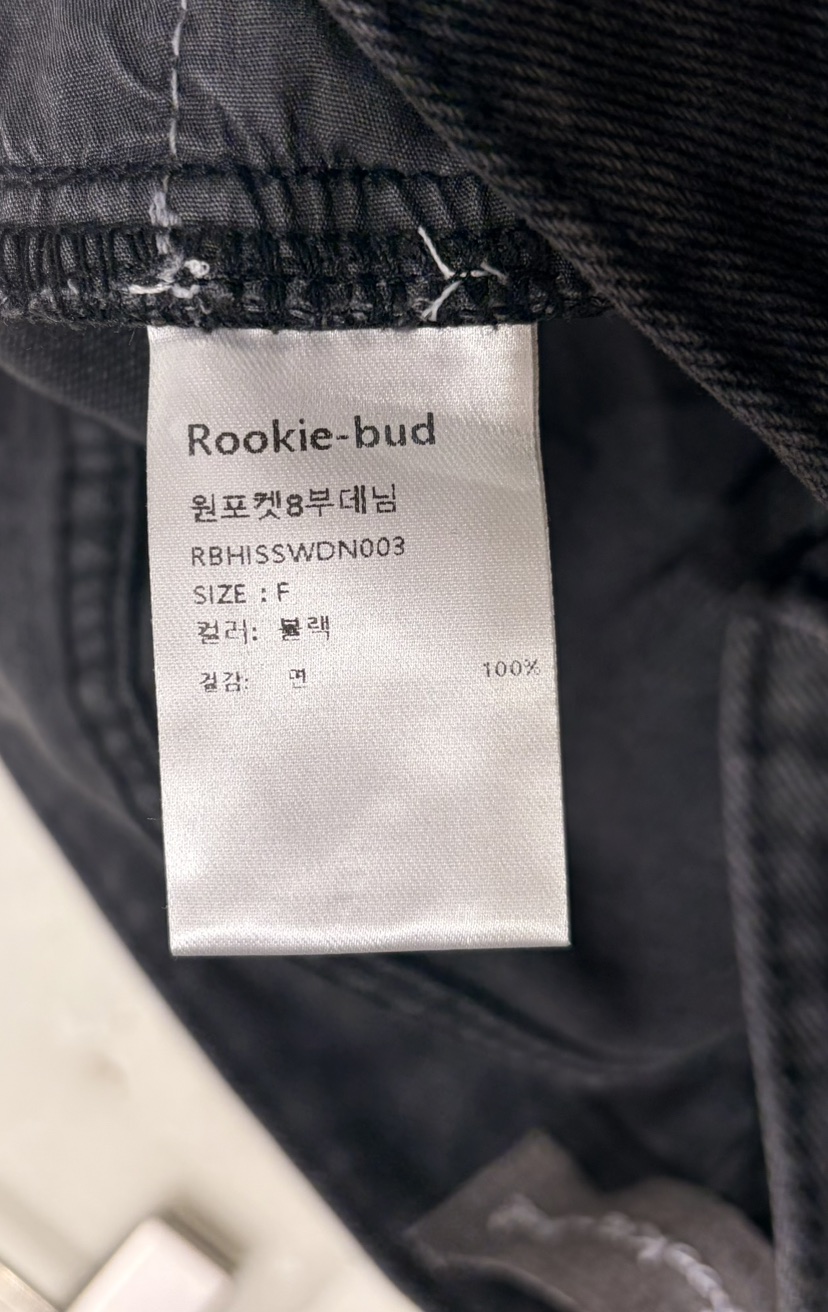 Rookie-bud
원포켓8부데님
RBHISSWDN003
SIZE : F
컬러: 블랙
겉감: 면 100%